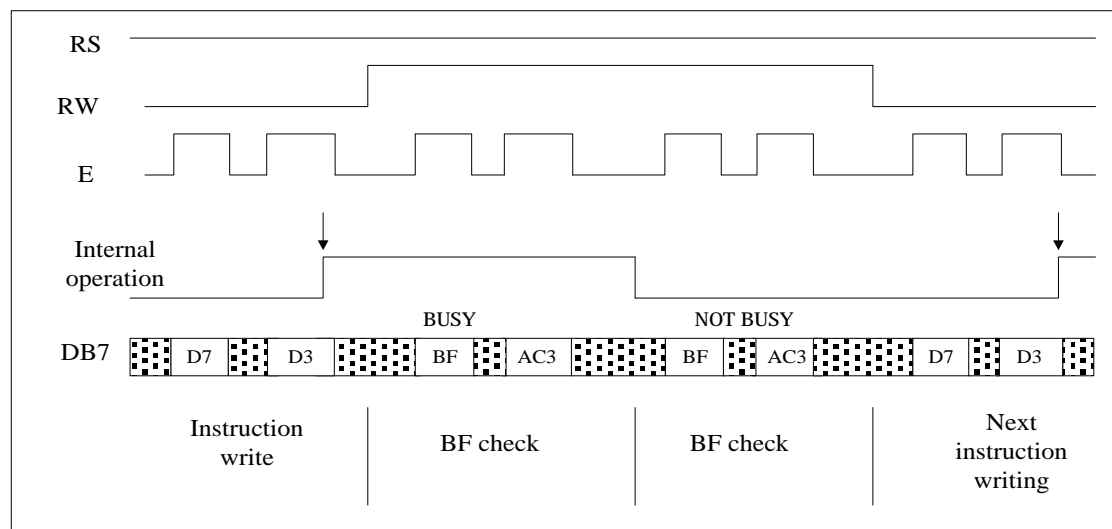 RS
RW
E
Internal
operation
BUSY NOT BUSY
DB7 D7 D3 BF AC3 BF AC3 D7 D3
Instruction
write
BF check
BF check
Next
instruction
writing